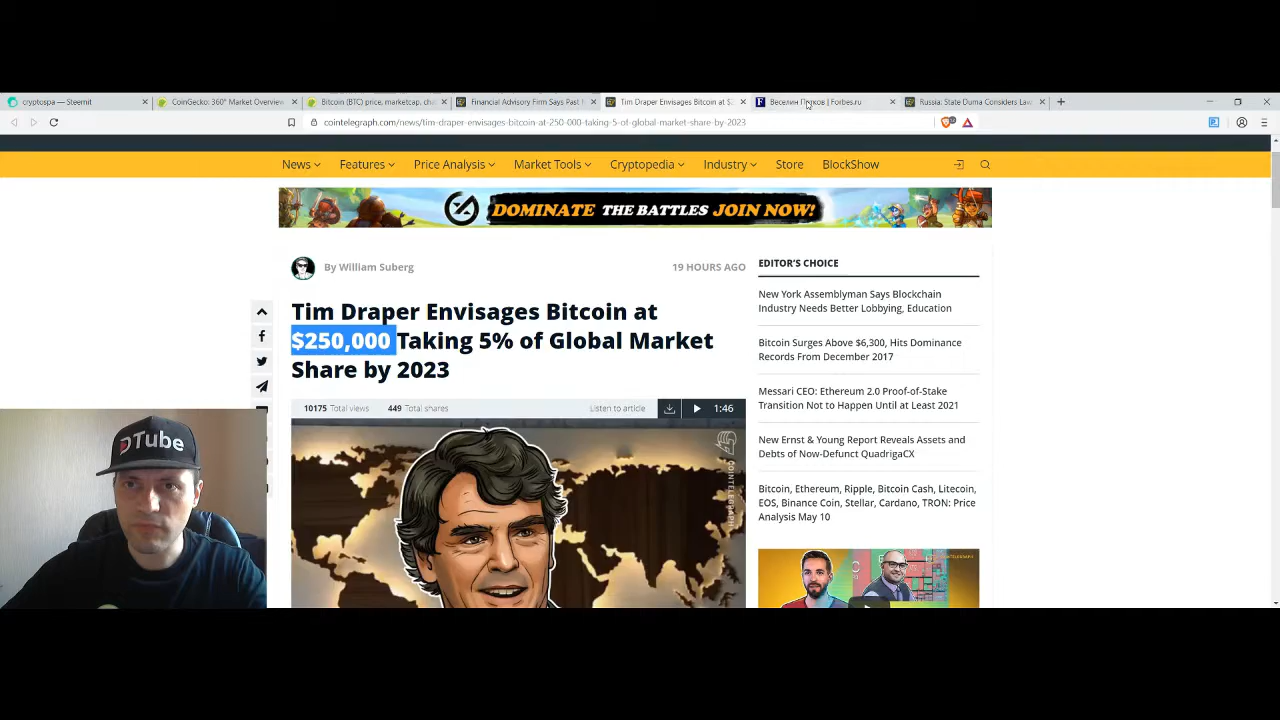 cryptospa — Steemit
CoinGecko: 360° Market Overview
Bitcoin (BTC) price, marketcap, cha
Financial Advisory Firm Says Past
Tim Draper Envisages Bitcoin at $2
| Forbes.ru
Russia: State Duma Considers Law
cointelegraph.com/news/tim-draper-envisages-bitcoin-at-250-000-taking-5-of-global-market-share-by-2023
News
Features
Price Analysis
Market Tools
Cryptopedia
Industry
Store
BlockShow
DOMINATE THE BATTLES JOIN NOW!
By William Suberg
19 HOURS AGO
Tim Draper Envisages Bitcoin at
$250,000 Taking 5% of Global Market
Share by 2023
10175 Total views
449 Total shares
Listen to article
1:46
COINTELEGRAPH
EDITOR'S CHOICE
New York Assemblyman Says Blockchain
Industry Needs Better Lobbying, Education
Bitcoin Surges Above $6,300, Hits Dominance
Records From December 2017
Messari CEO: Ethereum 2.0 Proof-of-Stake
Transition Not to Happen Until at Least 2021
New Ernst & Young Report Reveals Assets and
Debts of Now-Defunct QuadrigaCX
Bitcoin, Ethereum, Ripple, Bitcoin Cash, Litecoin,
EOS, Binance Coin, Stellar, Cardano, TRON: Price
Analysis May 10
DTube